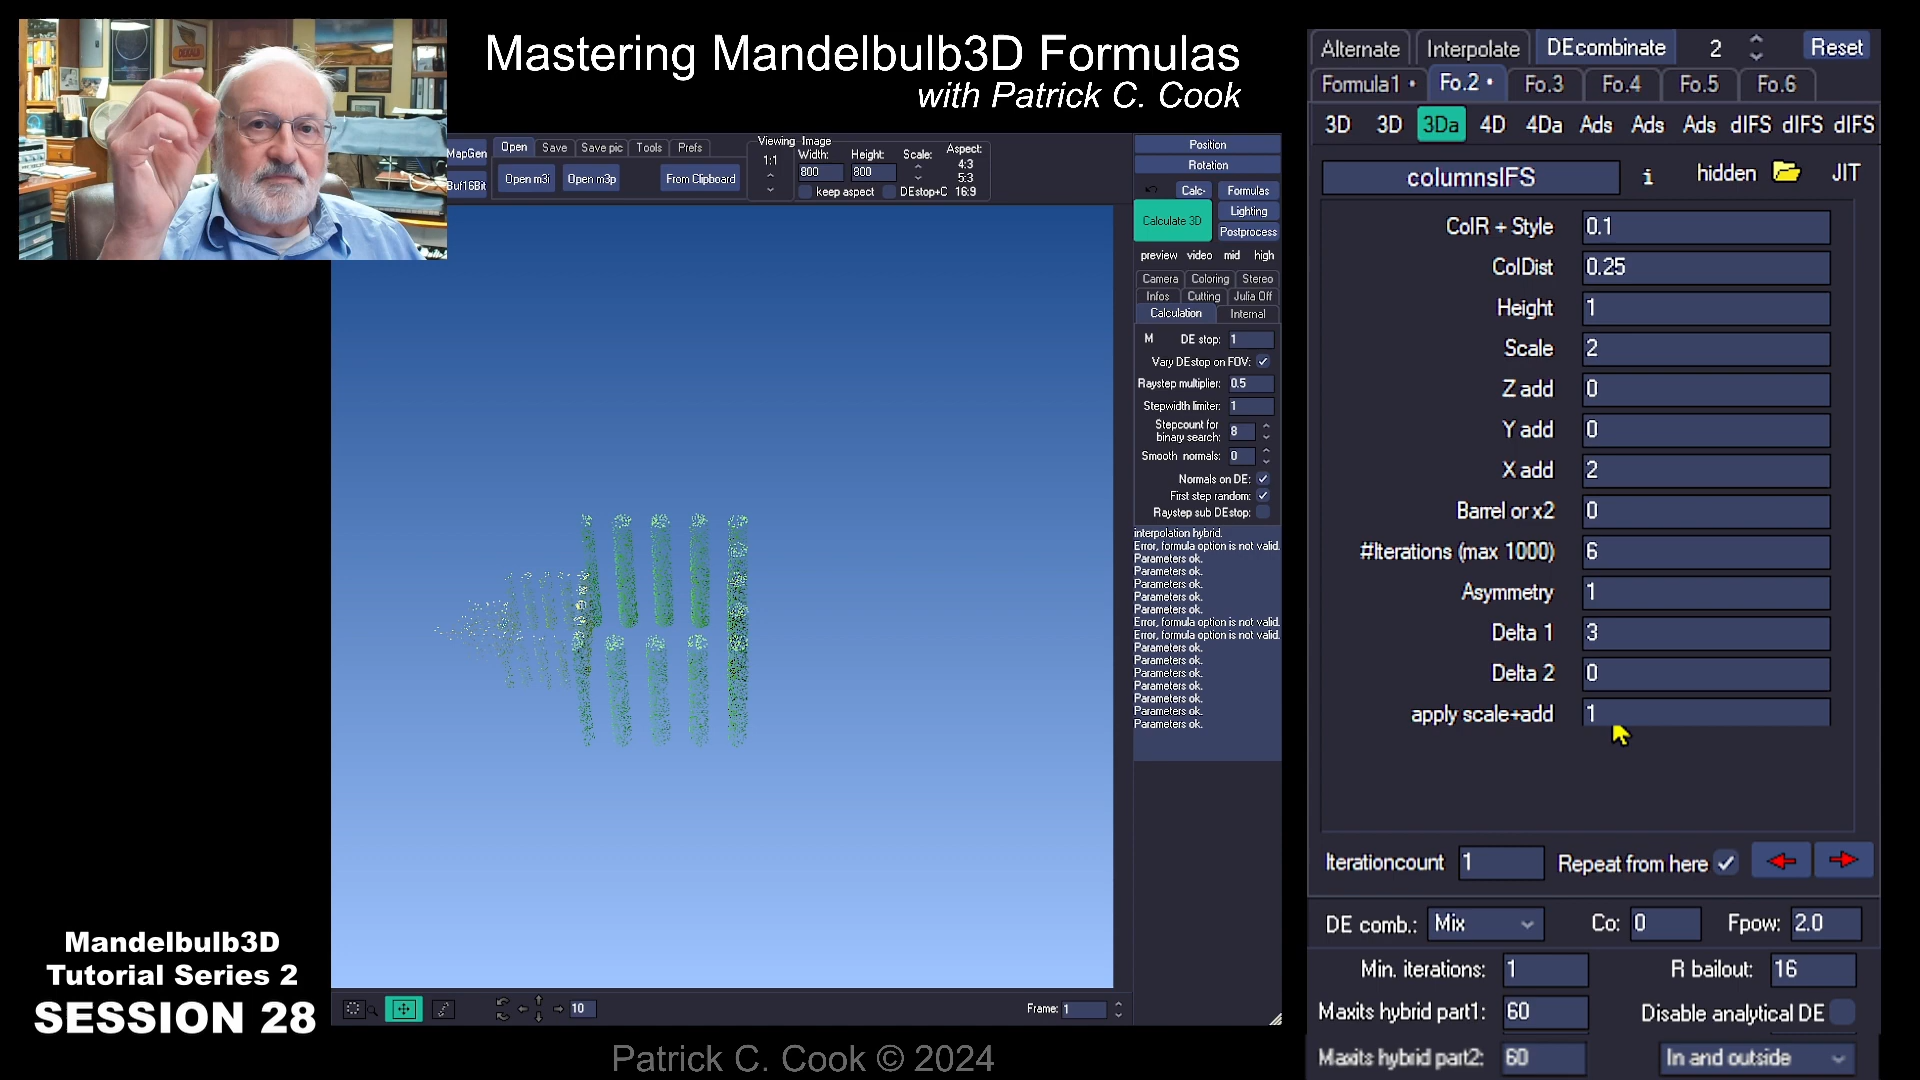 Mastering Mandelbulb3D Formulas
with Patrick C. Cook
MapGen
Buf16Bit
Open Save Save pic Tools Prefs
Open m3i Open m3p From Clipboard
Viewing
1:1
Image
Width: Height: Scale: Aspect:
800 800
4:3
5:3
16:9
keep aspect DEstop+C
Position
Rotation
Calc-
Calculate 3D
Formulas
Lighting
Postprocess
preview video mid high
Camera Coloring Stereo
Infos Cutting Julia Off
Calculation Internal
M DE stop: 1
Vary DEstop on FOV:
Raystep multiplier: 0.5
Stepwidth limiter: 1
Stepcount for
binary search: 8
Smooth normals: 0
Normals on DE:
First step random:
Raystep sub DEstop:
interpolation hybrid.
Error, formula option is not valid.
Parameters ok.
Parameters ok.
Parameters ok.
Parameters ok.
Parameters ok.
Error, formula option is not valid.
Error, formula option is not valid.
Parameters ok.
Parameters ok.
Parameters ok.
Parameters ok.
Parameters ok.
Parameters ok.
Parameters ok.
10
Frame: 1
Alternate Interpolate DEcombinate 2 Reset
Formula1 • Fo.2 • Fo.3 Fo.4 Fo.5 Fo.6
3D 3D 3Da 4D 4Da Ads Ads Ads dIFS dIFS dIFS
columnsIFS i hidden JIT
ColR + Style 0.1
ColDist 0.25
Height 1
Scale 2
Z add 0
Y add 0
X add 2
Barrel or x2 0
#Iterations (max 1000) 6
Asymmetry 1
Delta 1 3
Delta 2 0
apply scale+add 1
Iterationcount 1 Repeat from here
DE comb.: Mix Co: 0 Fpow: 2.0
Min. iterations: 1 R bailout: 16
Maxits hybrid part1: 60 Disable analytical DE
Maxits hybrid part2: 60 In and outside
Mandelbulb3D
Tutorial Series 2
SESSION 28
Patrick C. Cook © 2024